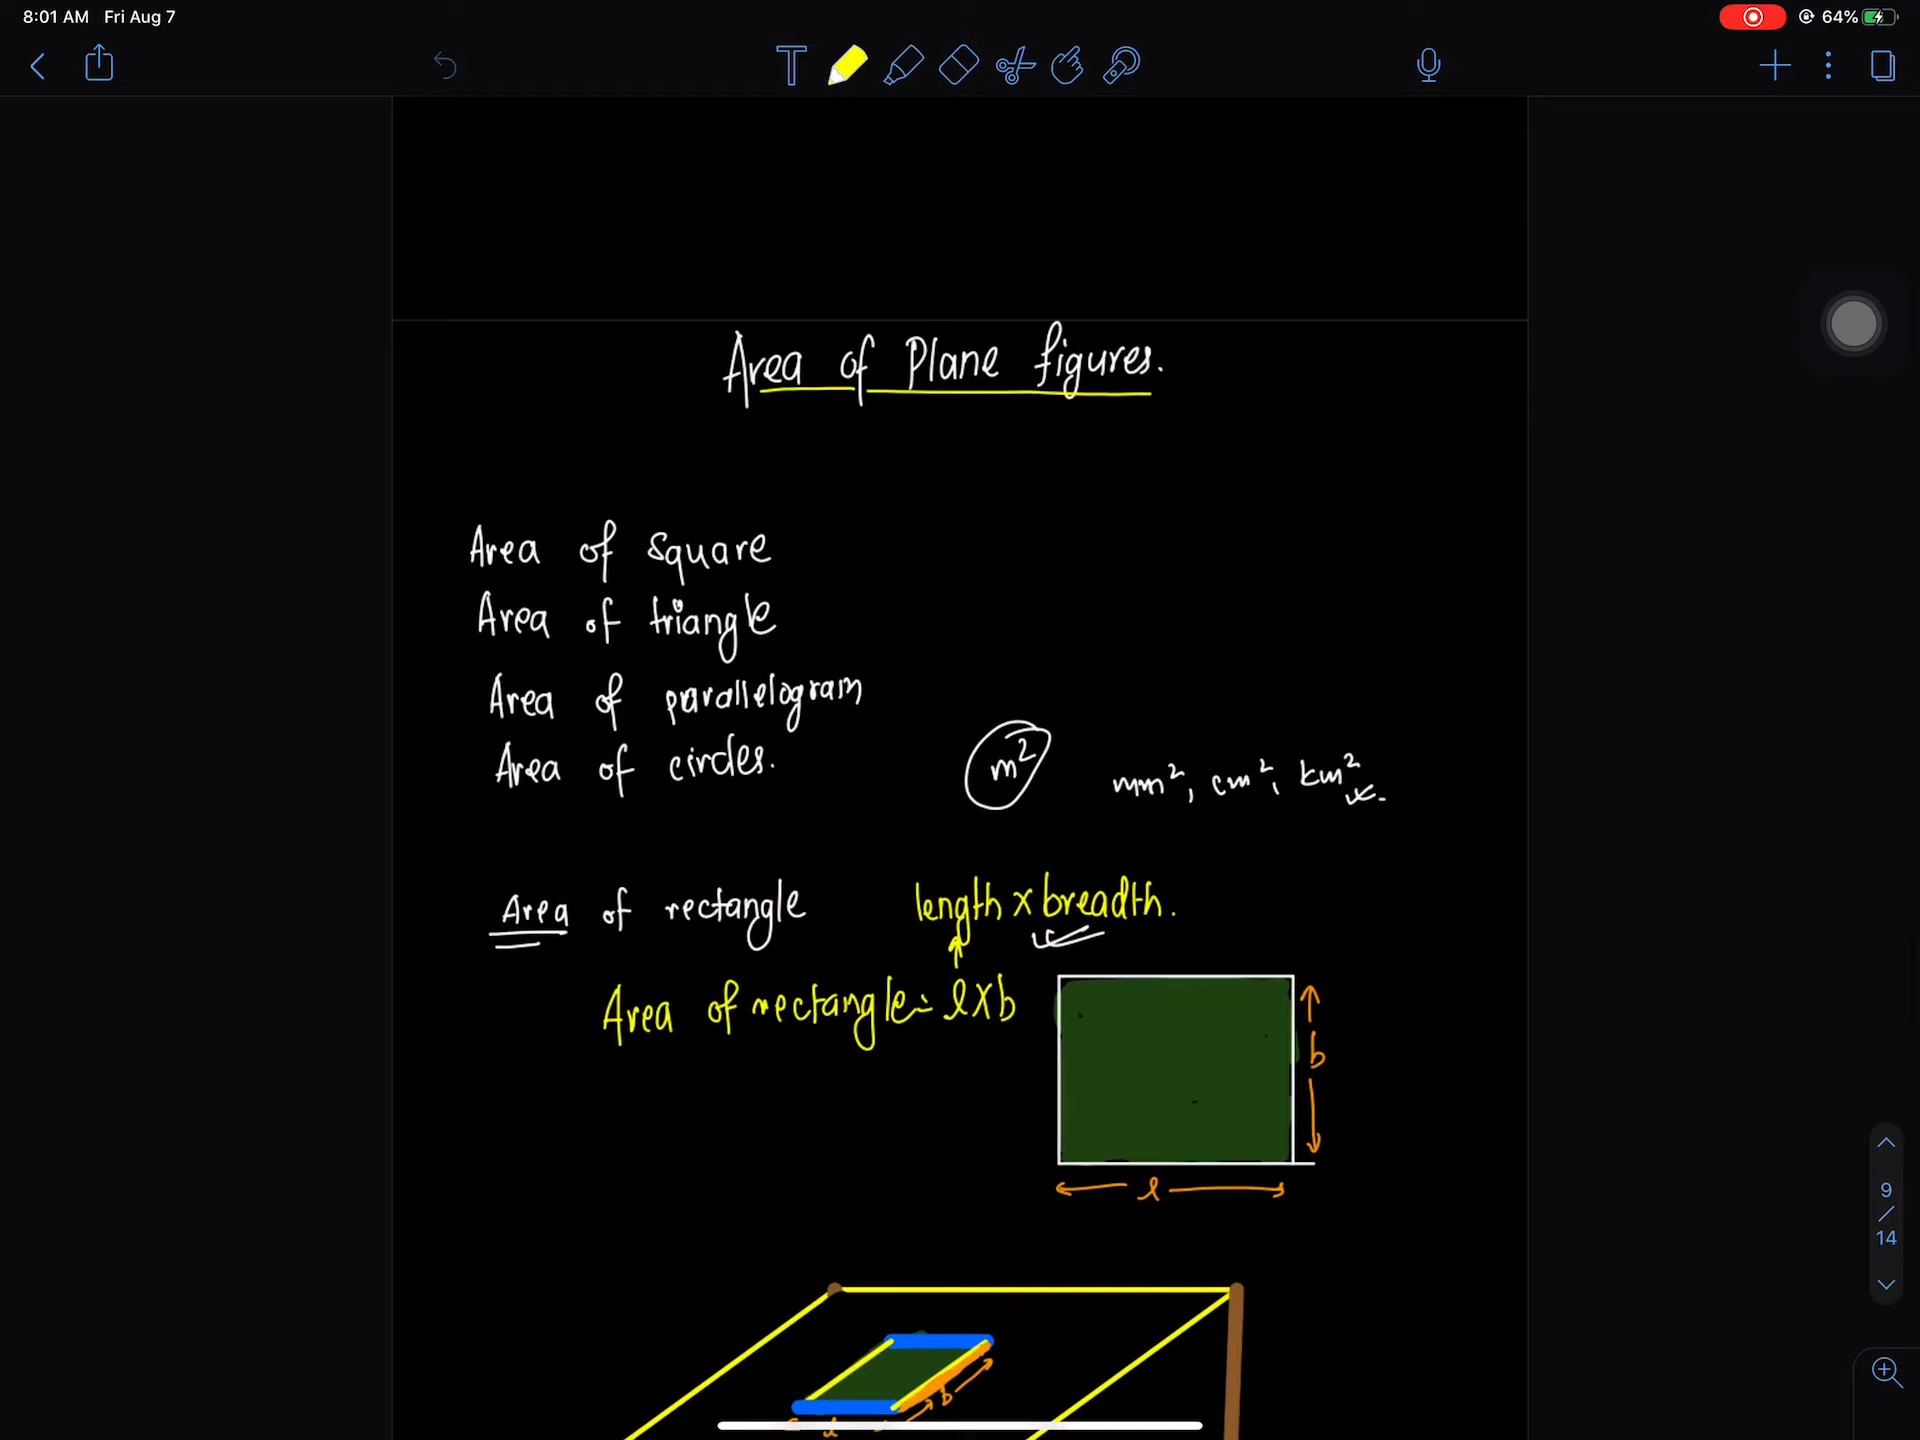 8:01 AM Fri Aug 7
64%
T
Area of Plane figures.
Area of square
Area of triangle
Area of parallelogram
Area of circles.
m²
mm², cm², km²
Area of rectangle length x breadth.
Area of rectangle = l x b
b
l
9
/
14
b
l